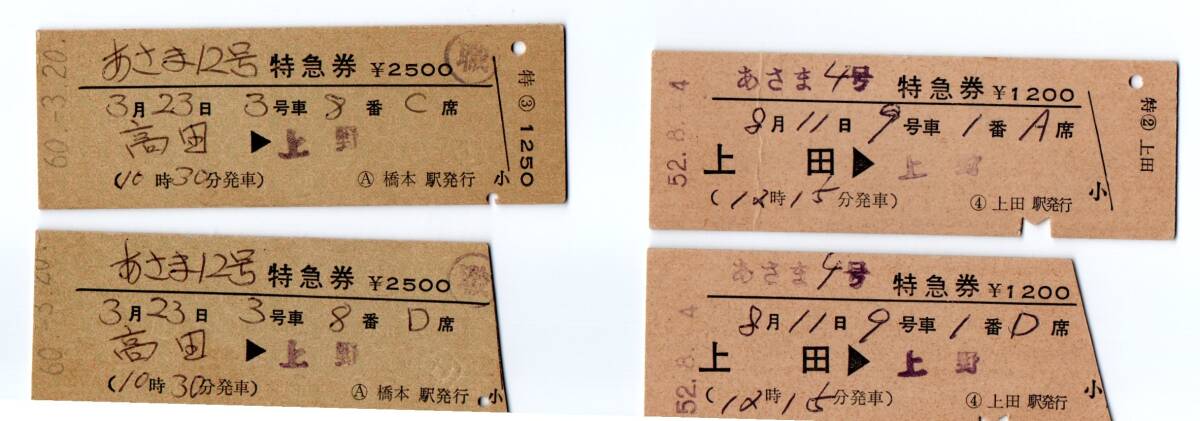 60.-3.20.
あさま12号 特急券 ¥2500 職
3月23日 3号車 8番 C席
高田 ▶ 上野
(10時30分発車) Ⓐ 橋本 駅発行 小
特 ③ 1250
60.-3.20.
あさま12号 特急券 ¥2500
3月23日 3号車 8番 D席
高田 ▶ 上野
(10時30分発車) Ⓐ 橋本 駅発行 小
52.8.4
あさま4号 特急券 ¥1200
8月11日 9号車 1番 A席
上田 ▶ 上野
(12時15分発車) ④ 上田 駅発行 小
特② 上田
52.8.4
あさま4号 特急券 ¥1200
8月11日 9号車 1番 D席
上田 ▶ 上野
(12時15分発車) ④ 上田 駅発行 小